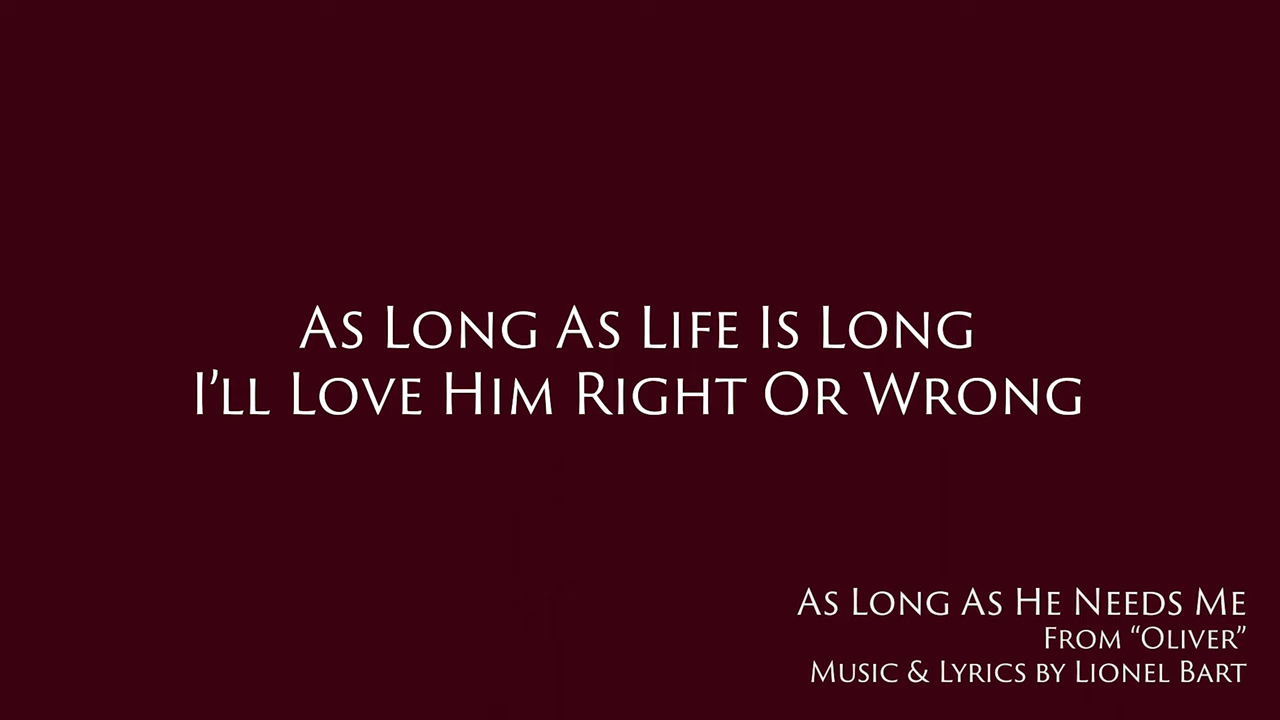 As Long As Life Is Long
I’ll Love Him Right Or Wrong
As Long As He Needs Me
From “Oliver”
Music & Lyrics by Lionel Bart